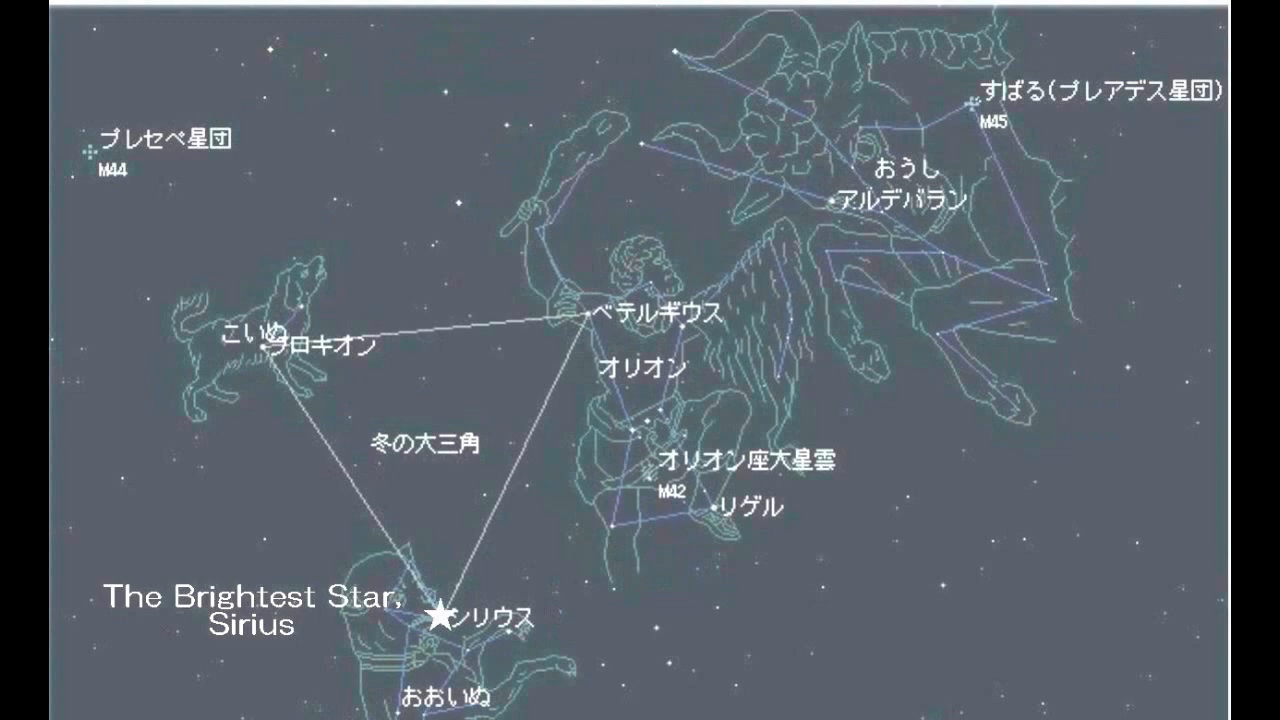 すばる(プレアデス星団)
M45
プレセペ星団
M44
おうし
アルデバラン
ベテルギウス
こいぬ
プロキオン
オリオン
冬の大三角
オリオン座大星雲
M42
リゲル
The Brightest Star,
Sirius
シリウス
おおいぬ